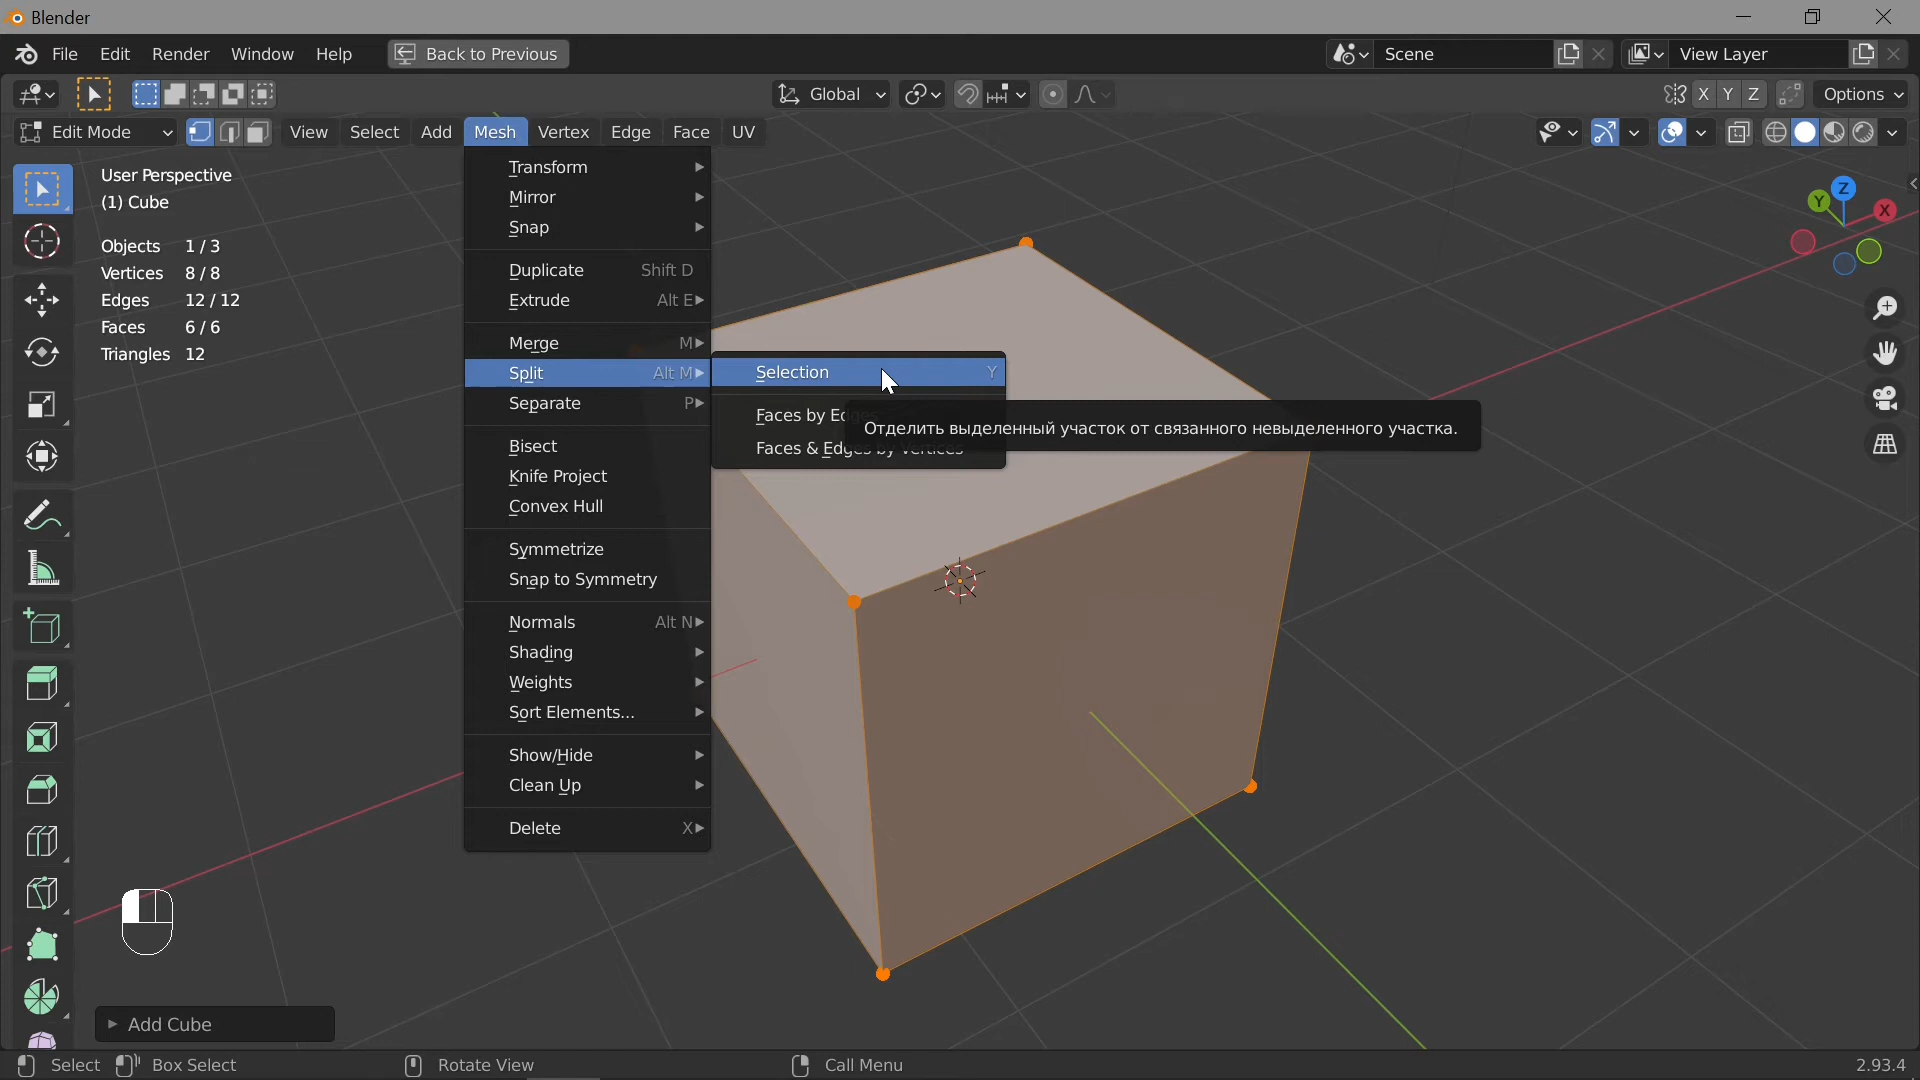 Blender
File Edit Render Window Help Back to Previous Scene View Layer
Global X Y Z Options
Edit Mode View Select Add Mesh Vertex Edge Face UV
User Perspective
(1) Cube
Objects 1 / 3
Vertices 8 / 8
Edges 12 / 12
Faces 6 / 6
Triangles 12
Transform
Mirror
Snap
Duplicate Shift D
Extrude Alt E
Merge M
Split Alt M
Separate P
Bisect
Knife Project
Convex Hull
Symmetrize
Snap to Symmetry
Normals Alt N
Shading
Weights
Sort Elements...
Show/Hide
Clean Up
Delete X
Selection Y
Faces by Edges
Faces & Edges by Vertices
Отделить выделенный участок от связанного невыделенного участка.
Z
Y
X
Add Cube
Select Box Select Rotate View Call Menu 2.93.4